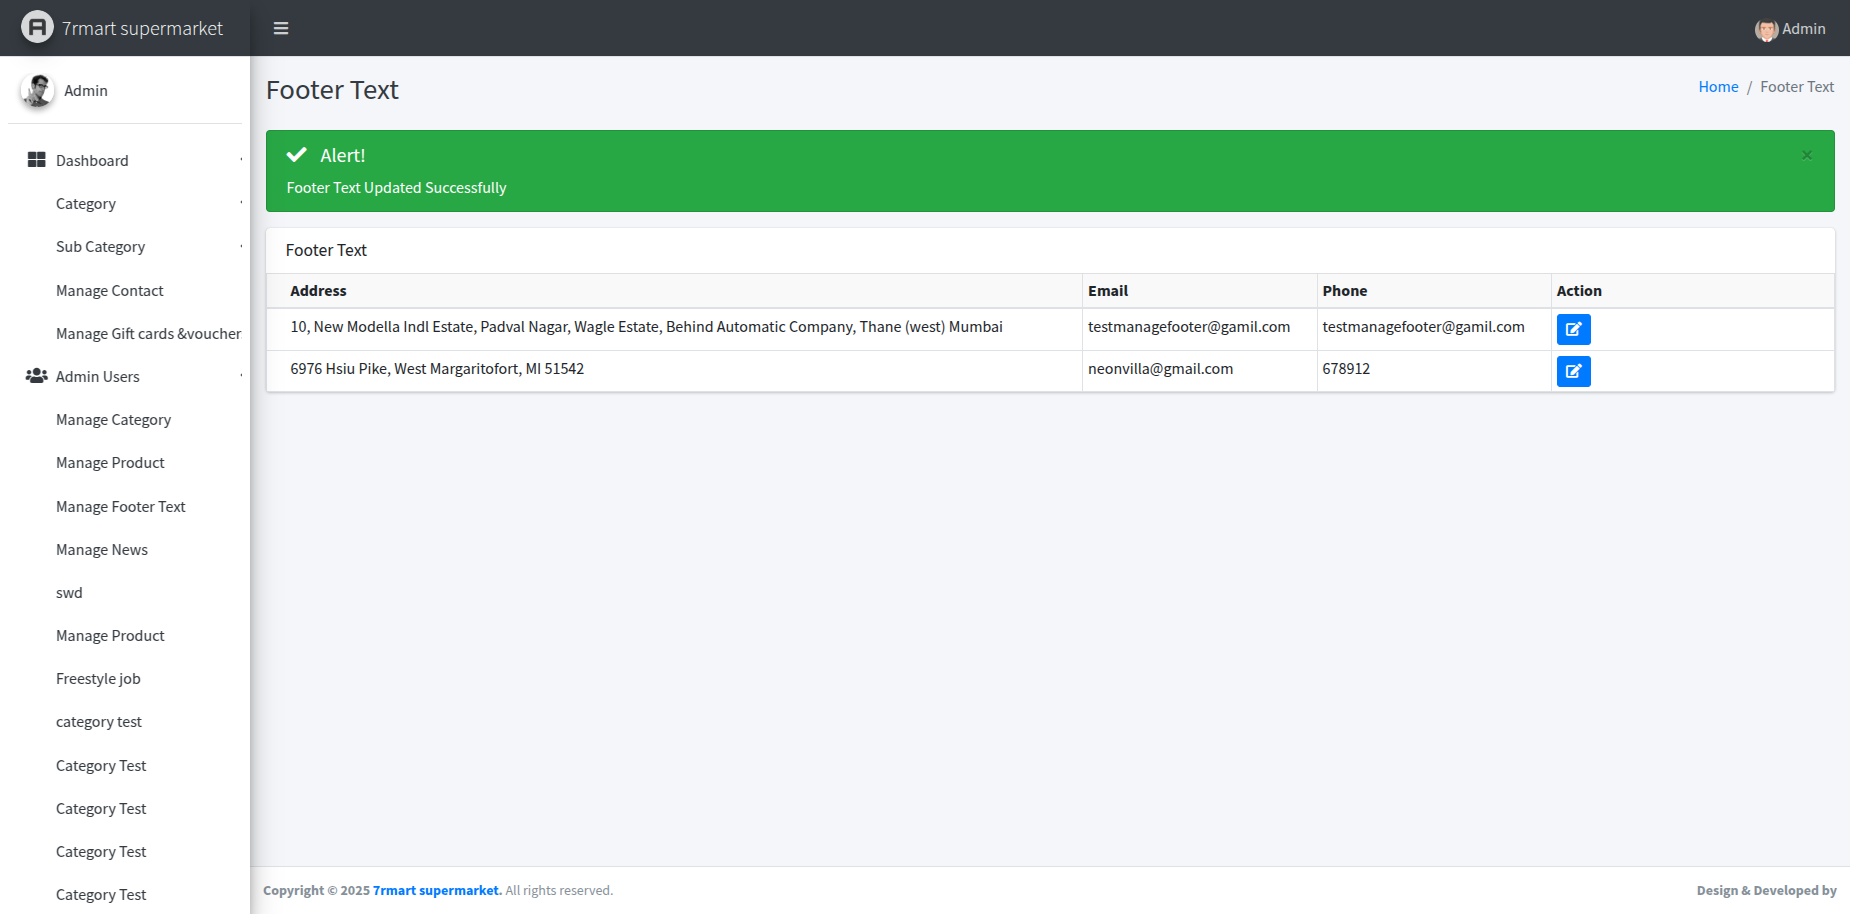 7rmart supermarket
Admin
Admin
Footer Text
Home / Footer Text
Alert!
×
Footer Text Updated Successfully
Footer Text
Address Email Phone Action
10, New Modella Indl Estate, Padval Nagar, Wagle Estate, Behind Automatic Company, Thane (west) Mumbai testmanagefooter@gamil.com testmanagefooter@gamil.com
6976 Hsiu Pike, West Margaritofort, MI 51542 neonvilla@gmail.com 678912
Dashboard
Category
Sub Category
Manage Contact
Manage Gift cards &voucher
Admin Users
Manage Category
Manage Product
Manage Footer Text
Manage News
swd
Manage Product
Freestyle job
category test
Category Test
Category Test
Category Test
Category Test
Copyright © 2025 7rmart supermarket. All rights reserved.
Design & Developed by